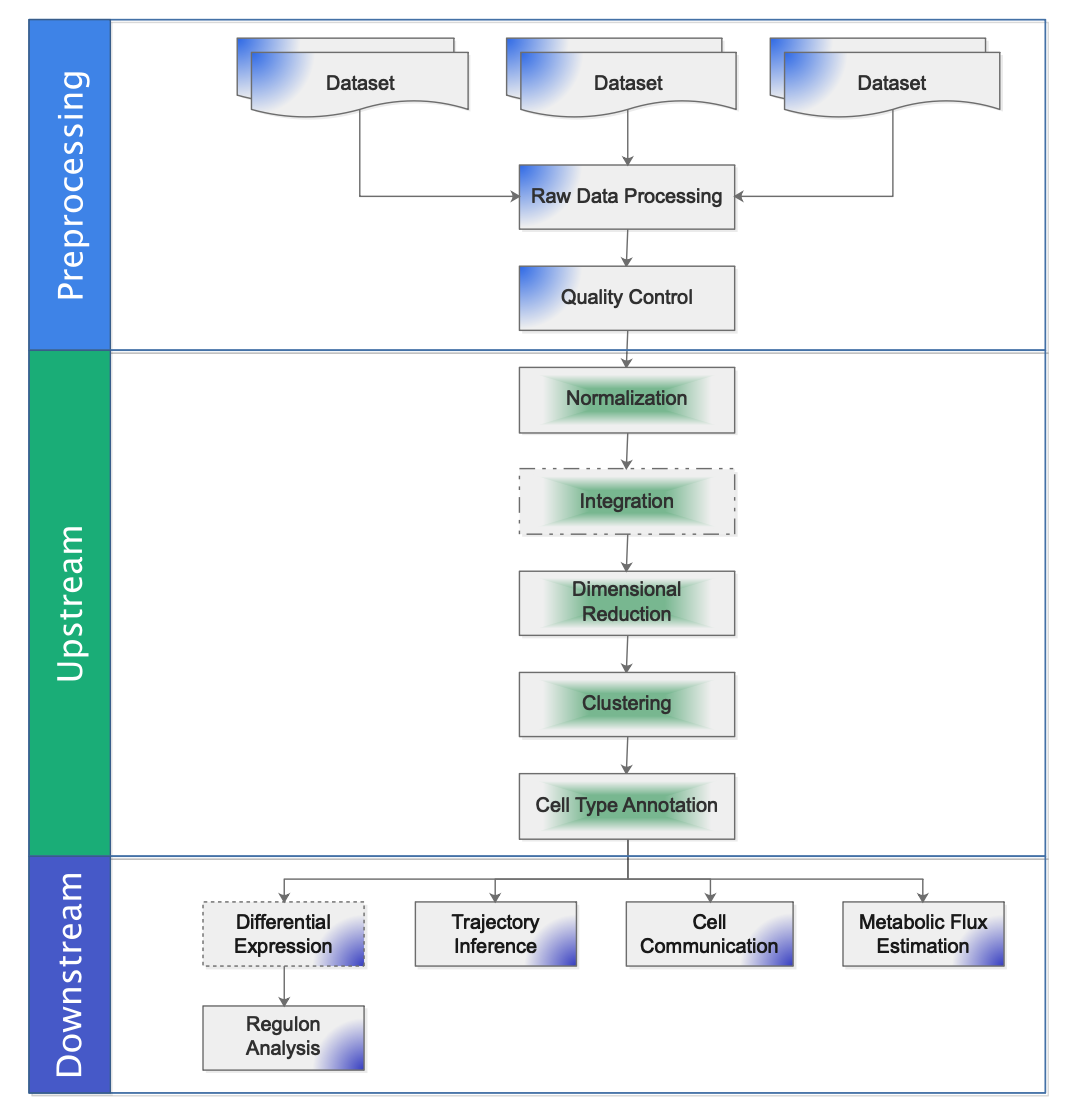 Preprocessing
Dataset
Dataset
Dataset
Raw Data Processing
Quality Control
Upstream
Normalization
Integration
Dimensional
Reduction
Clustering
Cell Type Annotation
Downstream
Differential
Expression
Trajectory
Inference
Cell
Communication
Metabolic Flux
Estimation
Regulon
Analysis